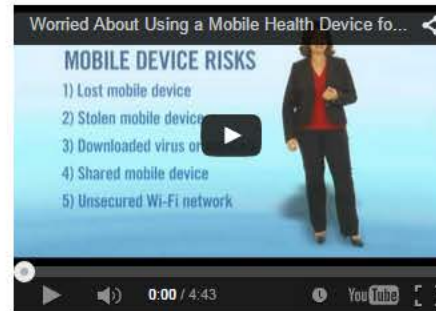 Worried About Using a Mobile Health Device fo...
MOBILE DEVICE RISKS
1) Lost mobile device
2) Stolen mobile device
3) Downloaded virus or
4) Shared mobile device
5) Unsecured Wi-Fi network
0:00 / 4:43
YouTube